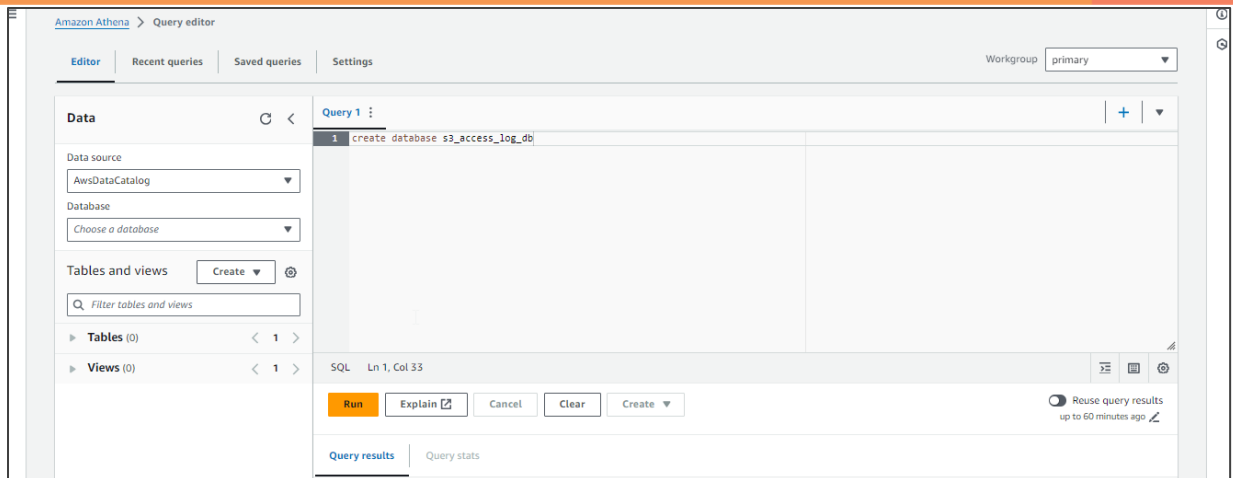 Amazon Athena > Query editor
Editor Recent queries Saved queries Settings
Workgroup primary
Data
Data source
AwsDataCatalog
Database
Choose a database
Tables and views Create
Filter tables and views
Tables (0) < 1 >
Views (0) < 1 >
Query 1
1 create database s3_access_log_db
SQL Ln 1, Col 33
Run Explain Cancel Clear Create
Reuse query results
up to 60 minutes ago
Query results Query stats